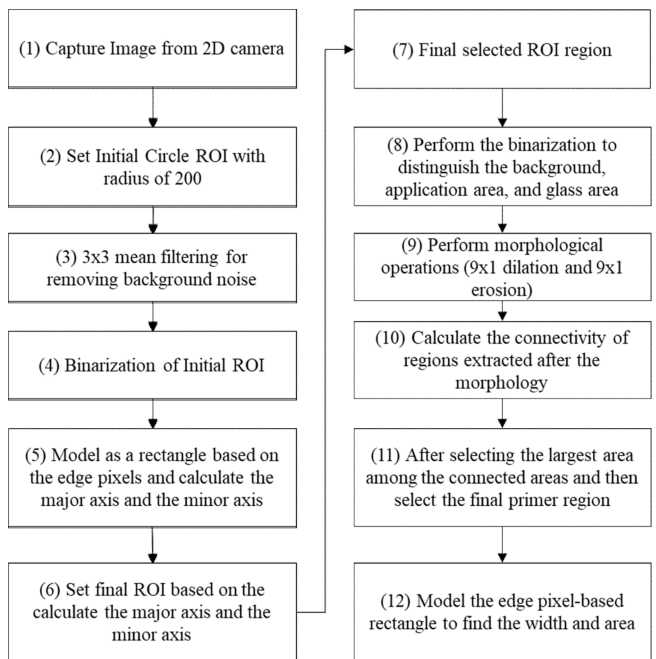 (1) Capture Image from 2D camera
(2) Set Initial Circle ROI with
radius of 200
(3) 3x3 mean filtering for
removing background noise
(4) Binarization of Initial ROI
(5) Model as a rectangle based on
the edge pixels and calculate the
major axis and the minor axis
(6) Set final ROI based on the
calculate the major axis and the
minor axis
(7) Final selected ROI region
(8) Perform the binarization to
distinguish the background,
application area, and glass area
(9) Perform morphological
operations (9x1 dilation and 9x1
erosion)
(10) Calculate the connectivity of
regions extracted after the
morphology
(11) After selecting the largest area
among the connected areas and then
select the final primer region
(12) Model the edge pixel-based
rectangle to find the width and area